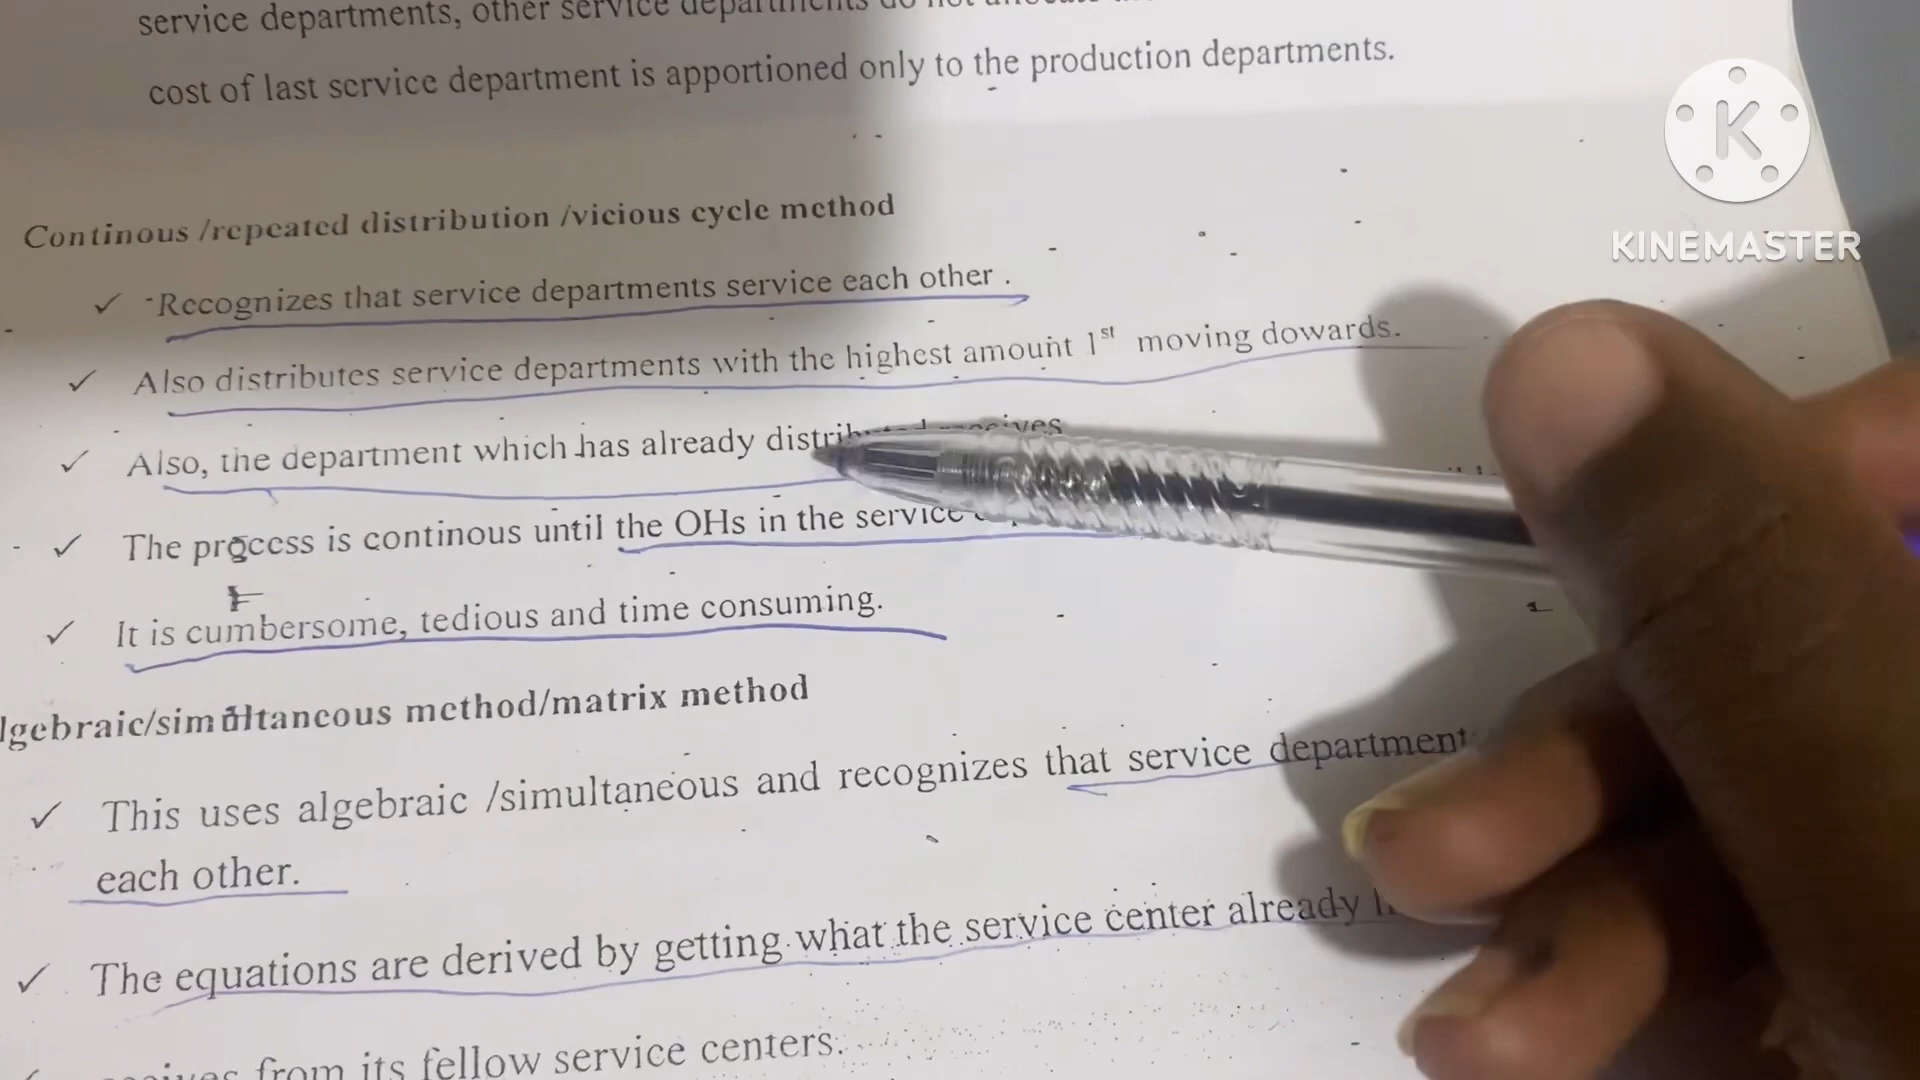 service departments, other service departments do not
cost of last service department is apportioned only to the production departments.
Continous /repeated distribution /vicious cycle method
✓ Recognizes that service departments service each other .
✓ Also distributes service departments with the highest amount 1st moving dowards.
✓ Also, the department which has already distributed receives
✓ The process is continous until the OHs in the service
✓ It is cumbersome, tedious and time consuming.
lgebraic/simultaneous method/matrix method
✓ This uses algebraic /simultaneous and recognizes that service department
each other.
✓ The equations are derived by getting what the service center already
from its fellow service centers.
K
KINEMASTER